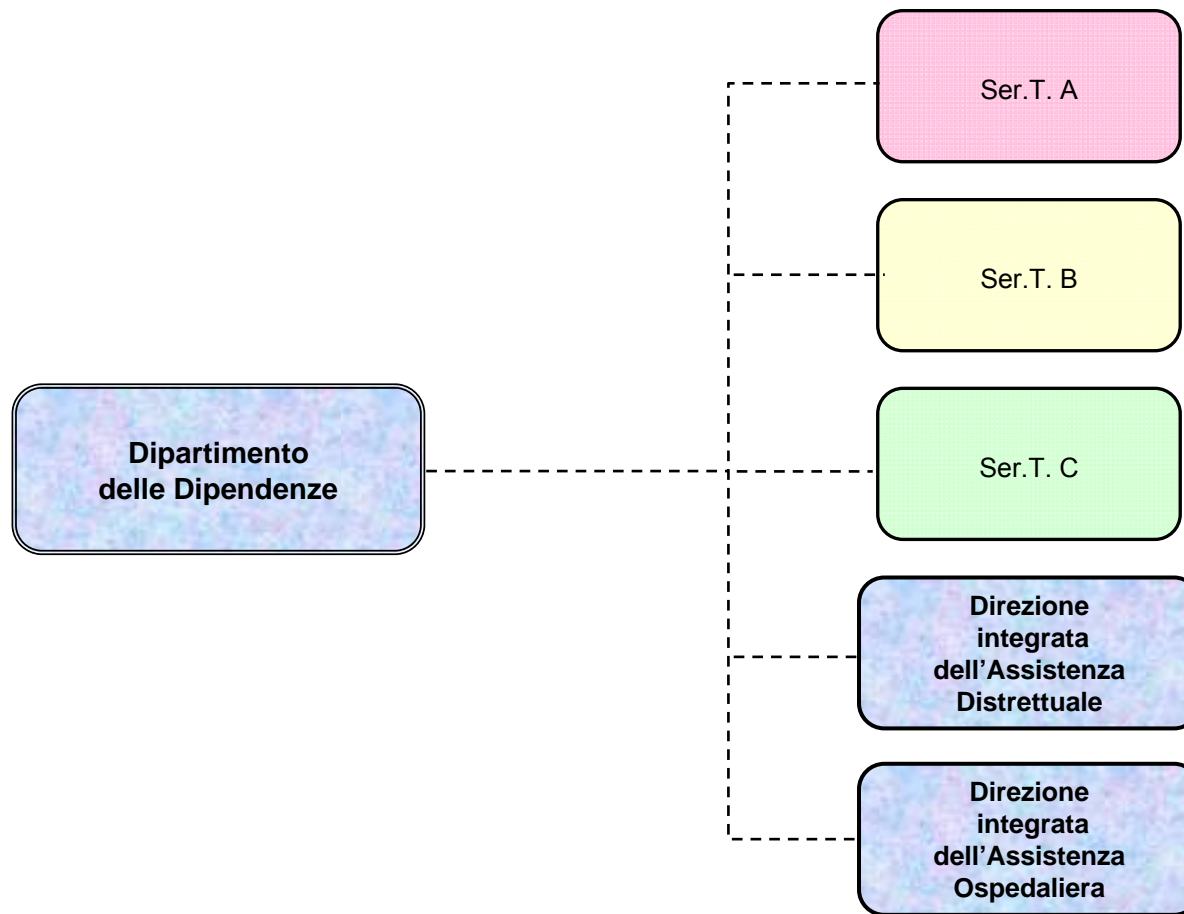 Ser.T. A
Ser.T. B
Dipartimento
delle Dipendenze
Ser.T. C
Direzione
integrata
dell’Assistenza
Distrettuale
Direzione
integrata
dell’Assistenza
Ospedaliera